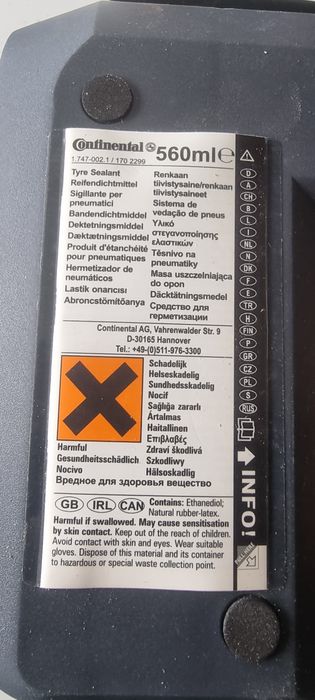 Continental
1.747-002.1 / 170 2299
560ml e
Tyre Sealant
Reifendichtmittel
Sigillante per
pneumatici
Bandendichtmiddel
Dektetningsmiddel
Dæktætningsmiddel
Produit d'étanchéité
pour pneumatiques
Hermetizador de
neumáticos
Lastik onarıcısı
Abroncstömítőanya
Renkaan
tiivistysaine/renkaan
tiivistysaineet
Sistema de
vedação de pneus
Υλικό
στεγανοποίησης
ελαστικών
Těsnivo na
pneumatiky
Masa uszczelniająca
do opon
Däcktätningsmedel
Средство для
герметизации
Continental AG, Vahrenwalder Str. 9
D-30165 Hannover
Tel.: +49-(0)511-976-3300
Schadelijk
Helseskadelig
Sundhedsskadelig
Nocif
Sağlığa zararlı
Ártalmas
Haitallinen
Επιβλαβές
Harmful
Zdraví škodlivá
Gesundheitsschädlich
Szkodliwy
Nocivo
Hälsoskadlig
Вредное для здоровья вещество
GB IRL CAN Contains: Ethanediol;
Natural rubber-latex.
Harmful if swallowed. May cause sensitisation
by skin contact. Keep out of the reach of children.
Avoid contact with skin and eyes. Wear suitable
gloves. Dispose of this material and its container
to hazardous or special waste collection point.
D
A
CH
B
L
I
NL
N
DK
F
E
TR
H
FIN
P
GR
CZ
PL
S
RUS
INFO!